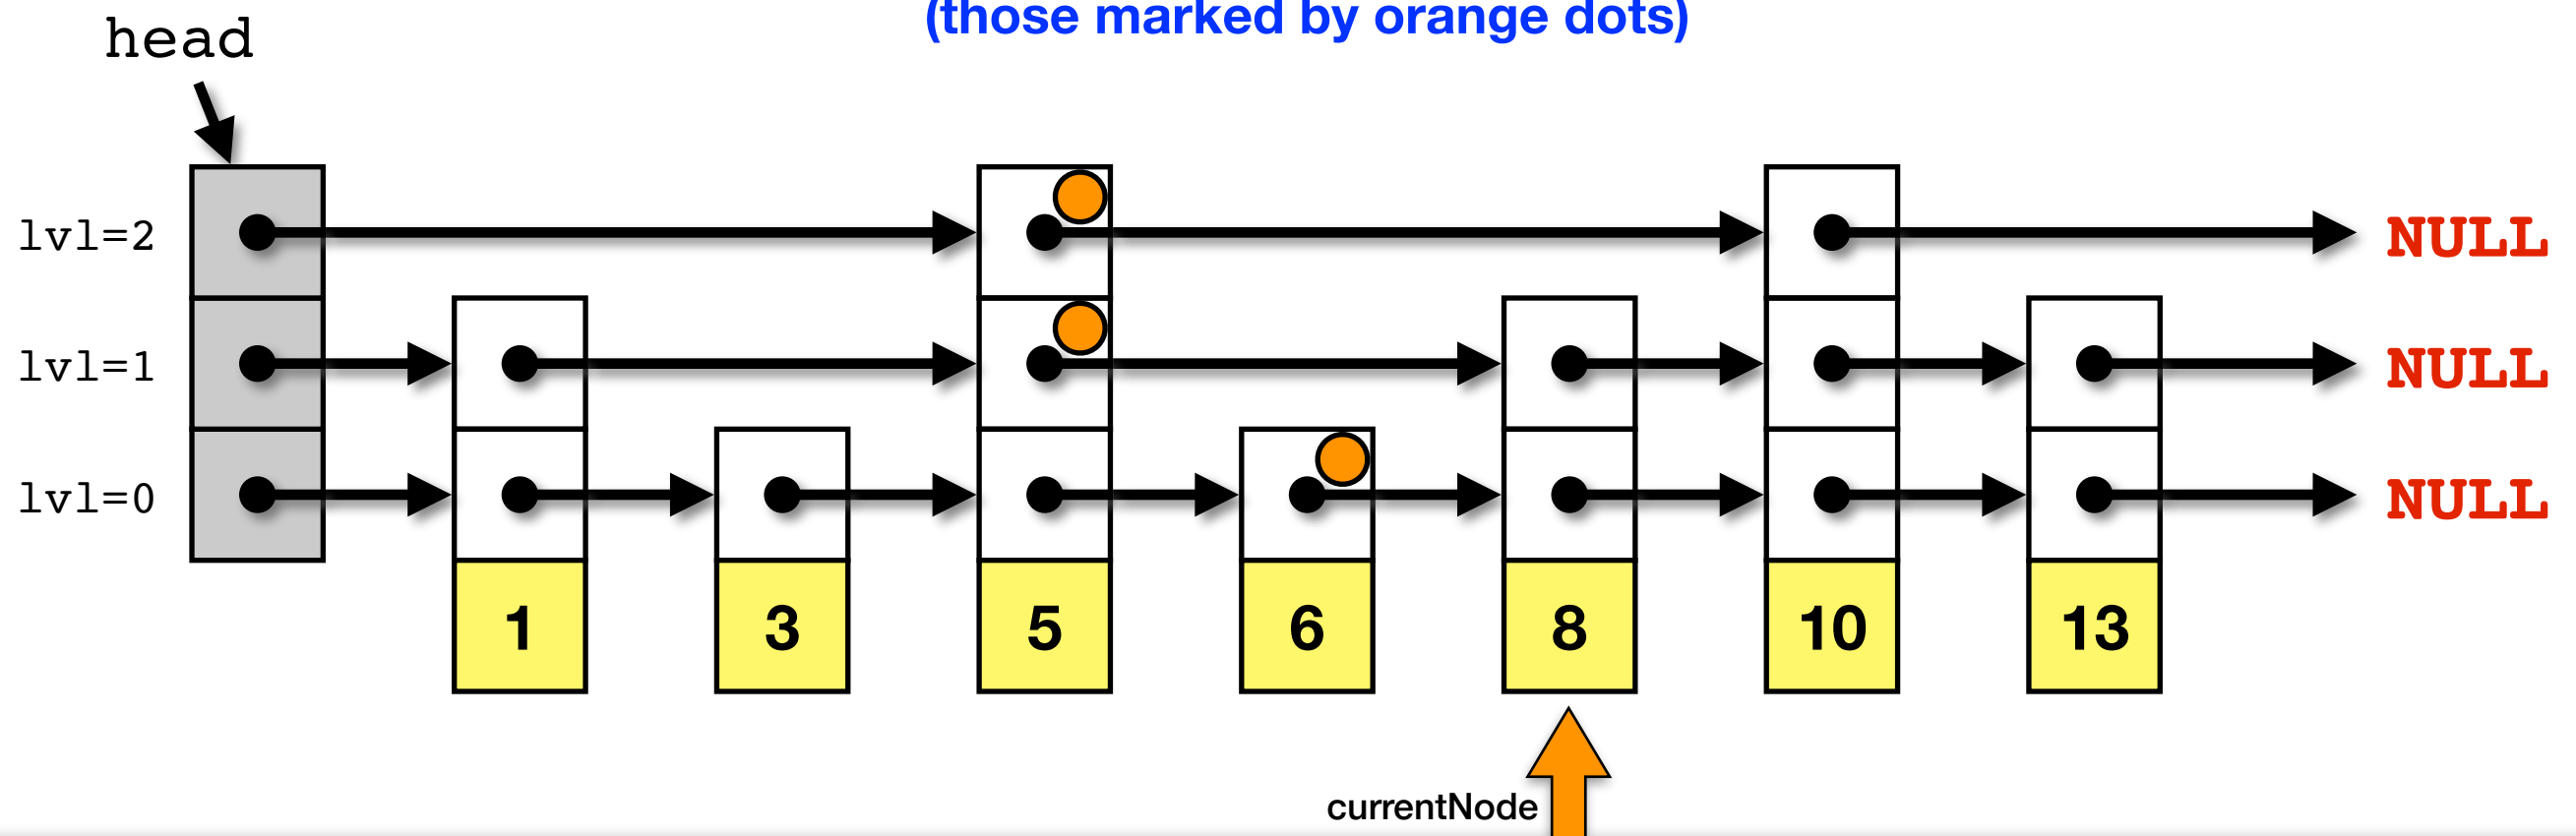 (those marked by orange dots)
head
lvl=2
NULL
lvl=1
NULL
lvl=0
NULL
1 3 5 6 8 10 13
currentNode